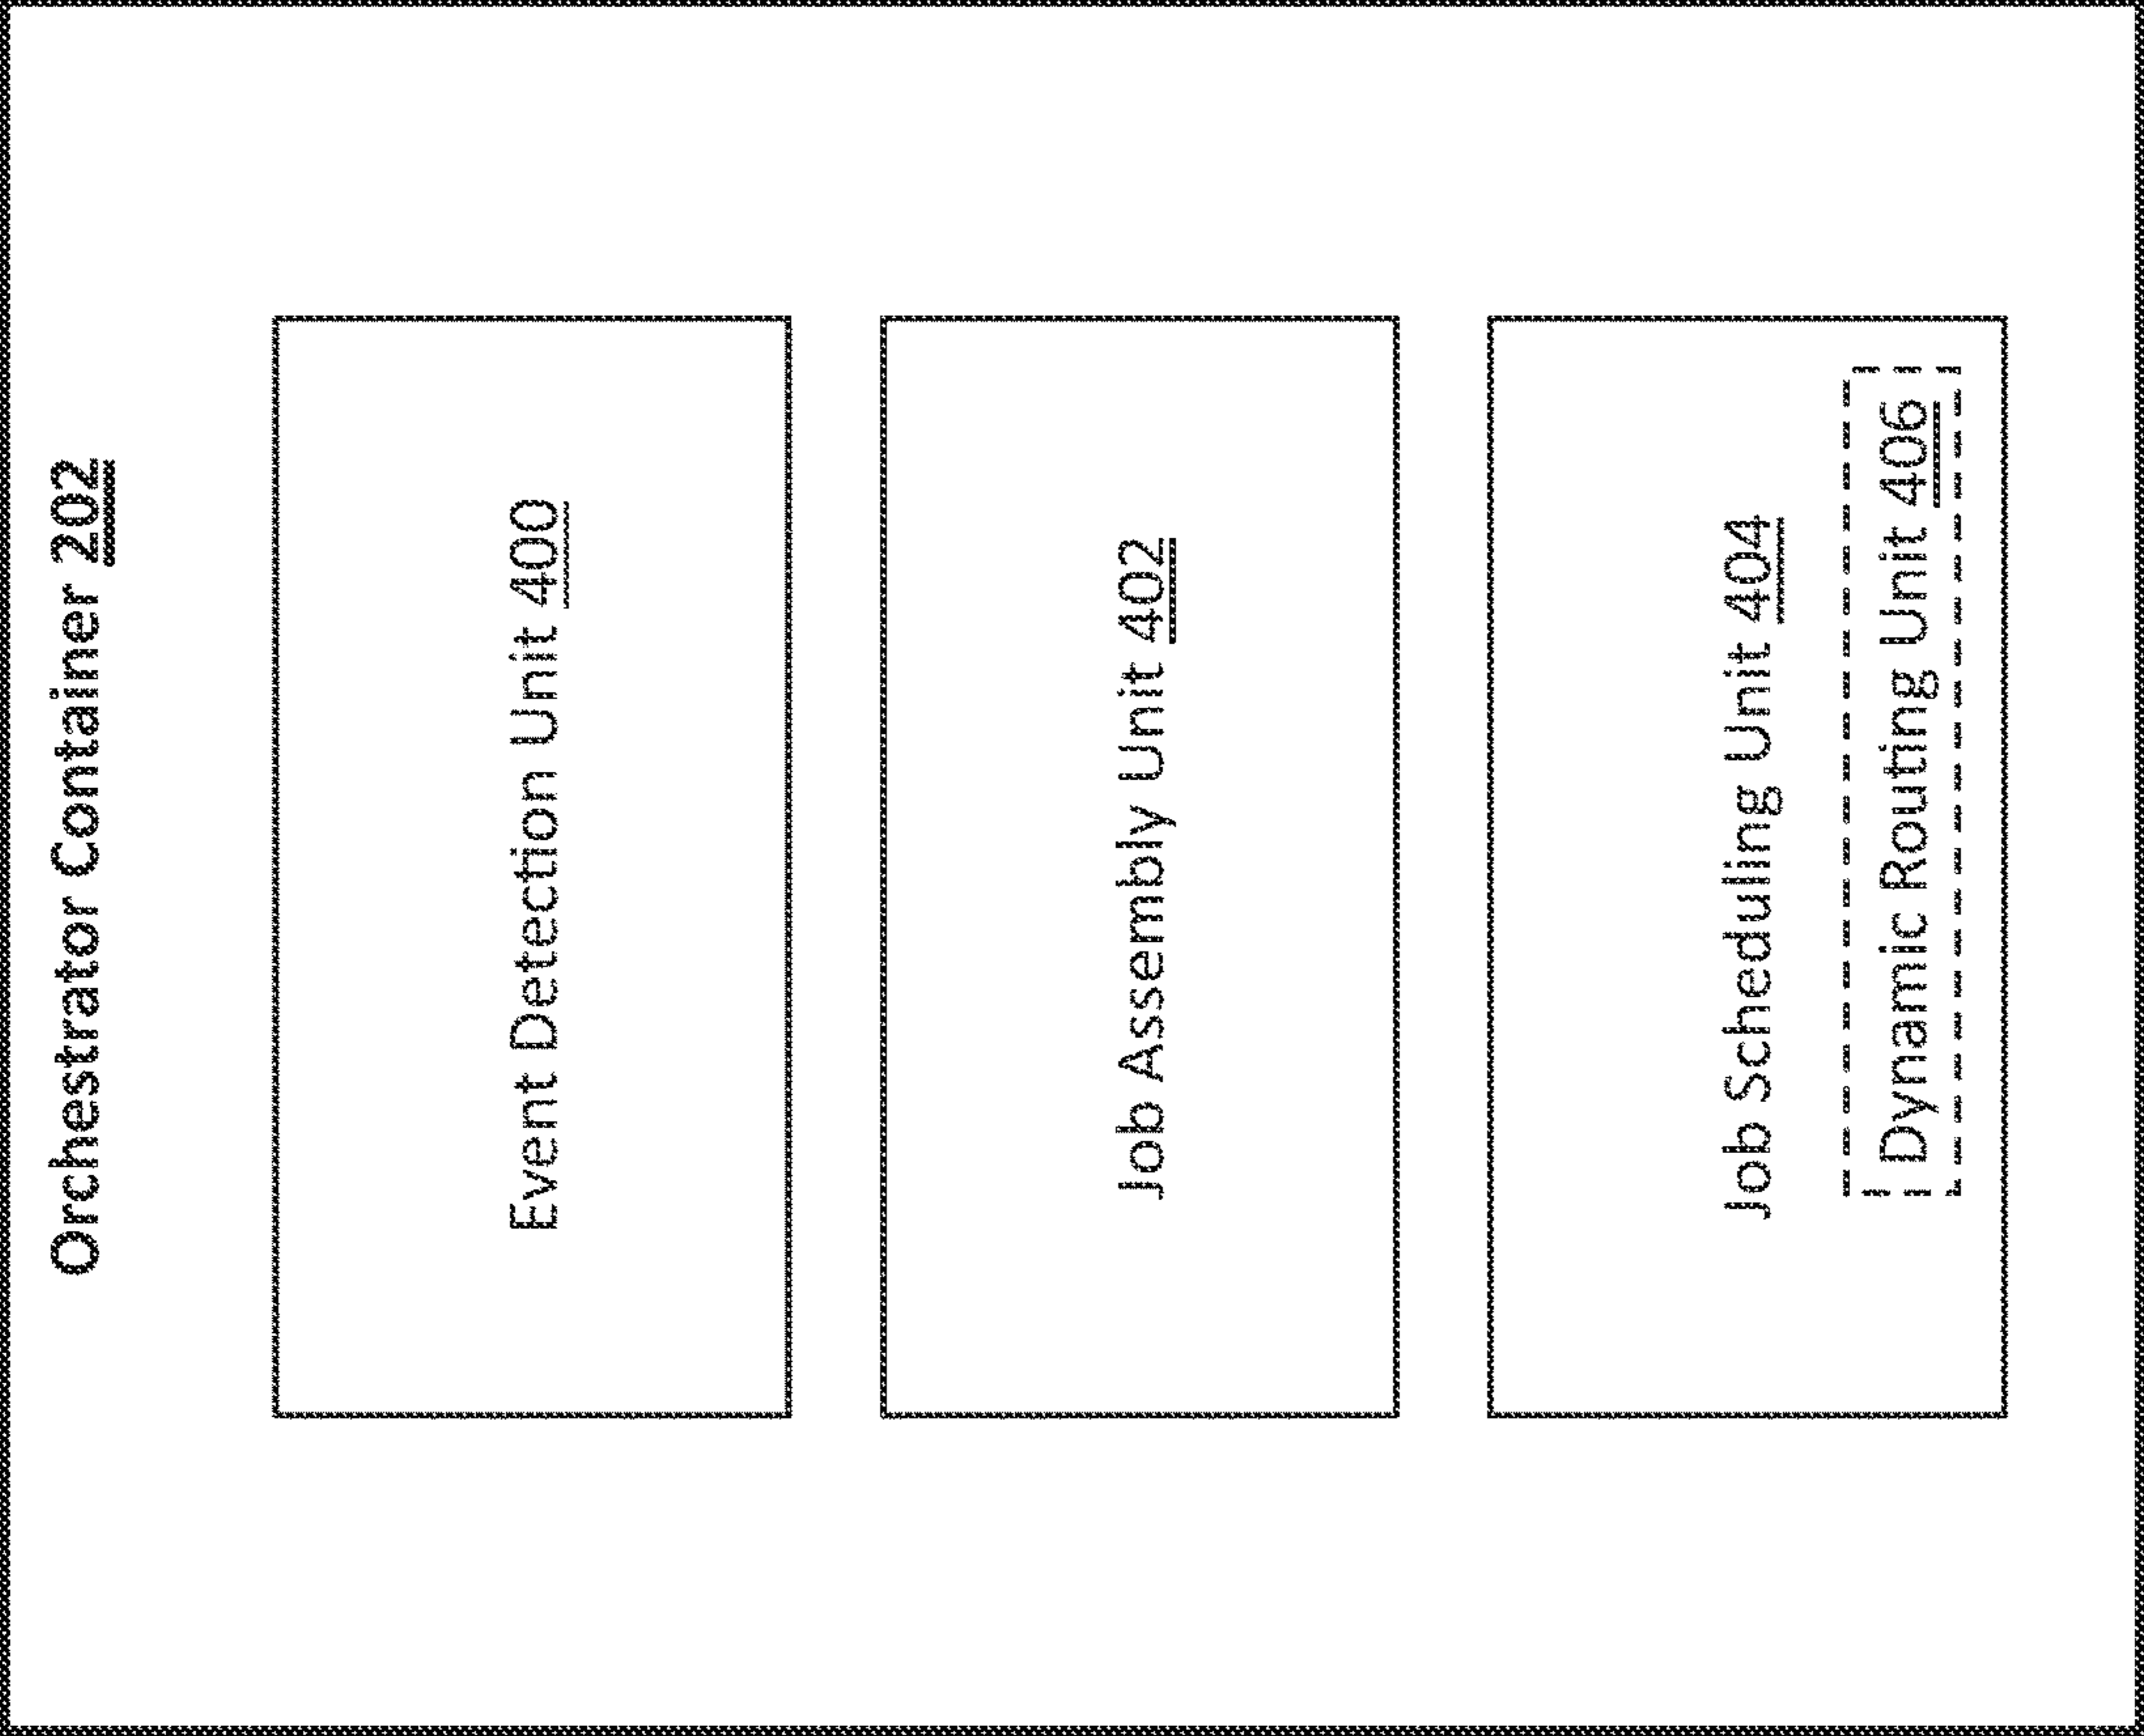 Orchestrator Container 202
Event Detection Unit 400
Job Assembly Unit 402
Job Scheduling Unit 404
Dynamic Routing Unit 406